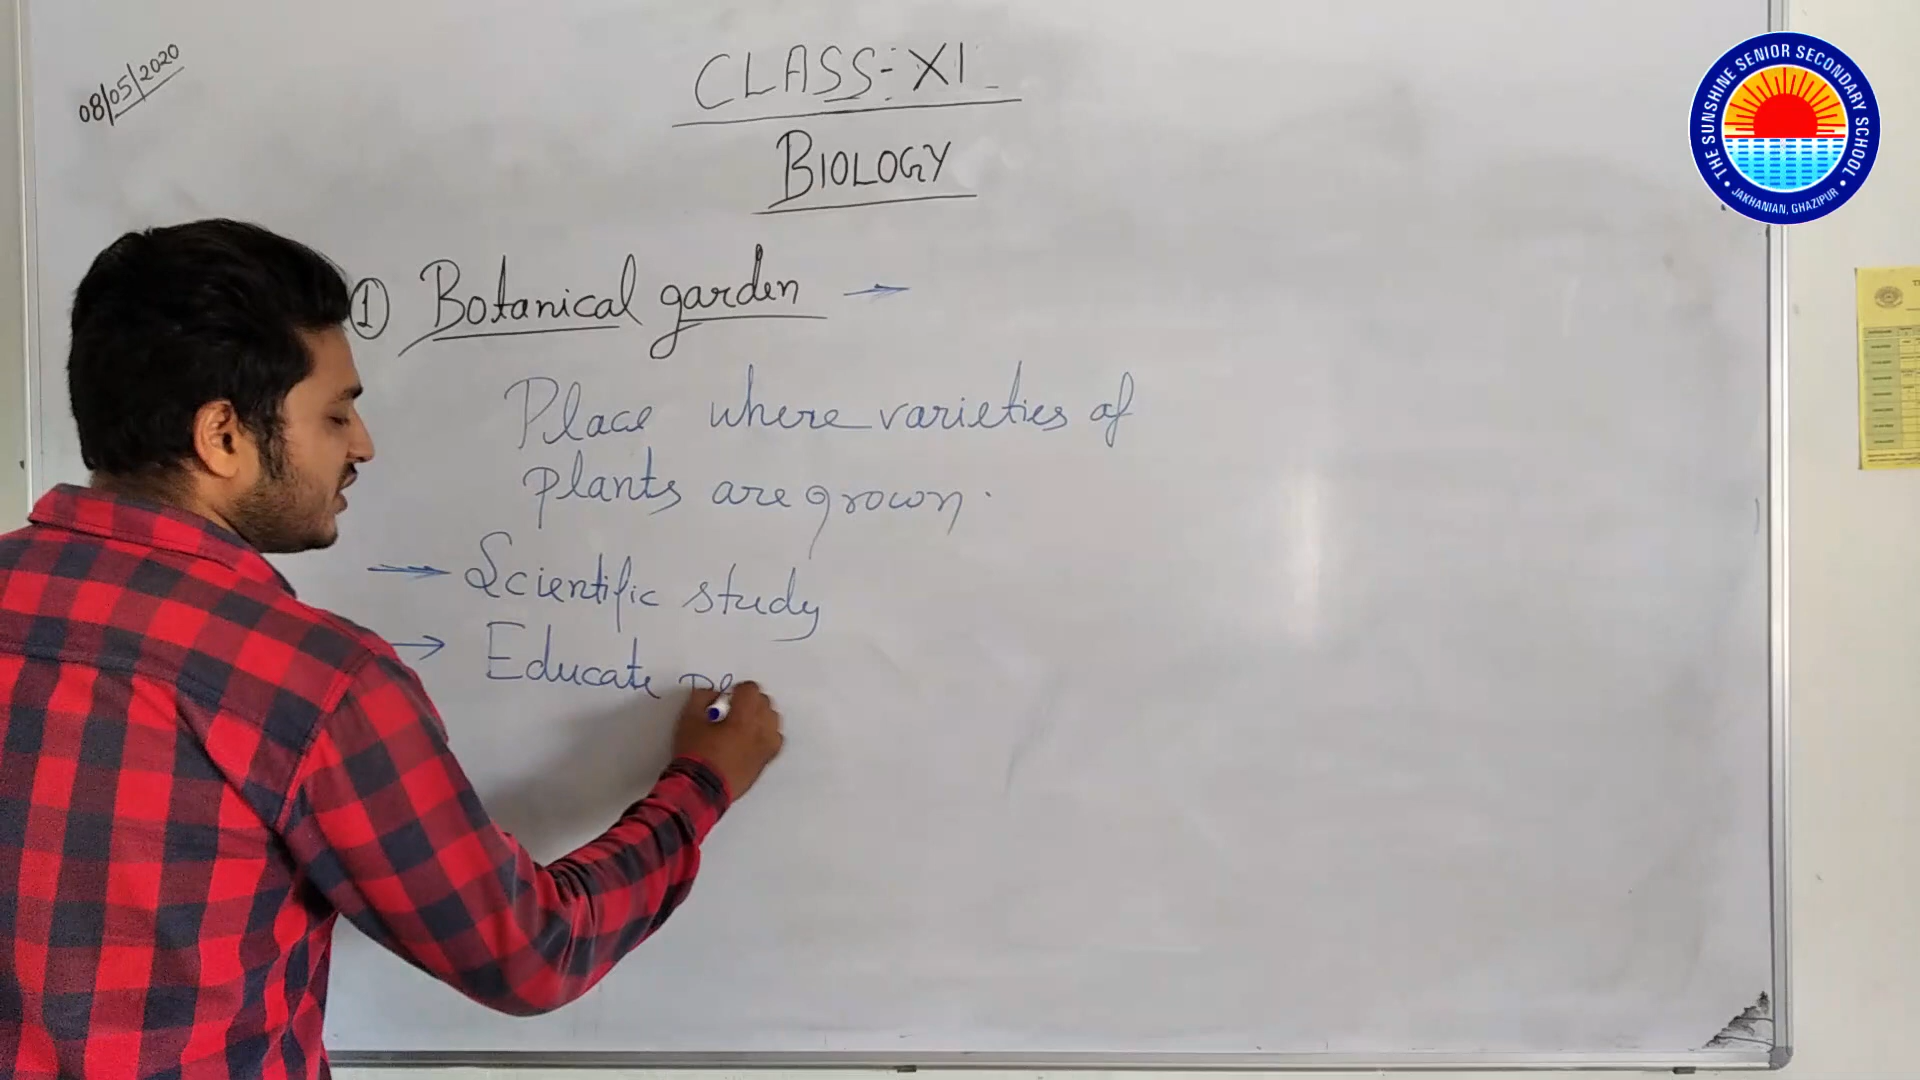 08/05/2020
CLASS-XI
BIOLOGY
① Botanical garden →
Place where varieties of
plants are grown.
→ Scientific study
→ Educate
THE SUNSHINE SENIOR SECONDARY SCHOOL
• JAKHANIAN, GHAZIPUR •